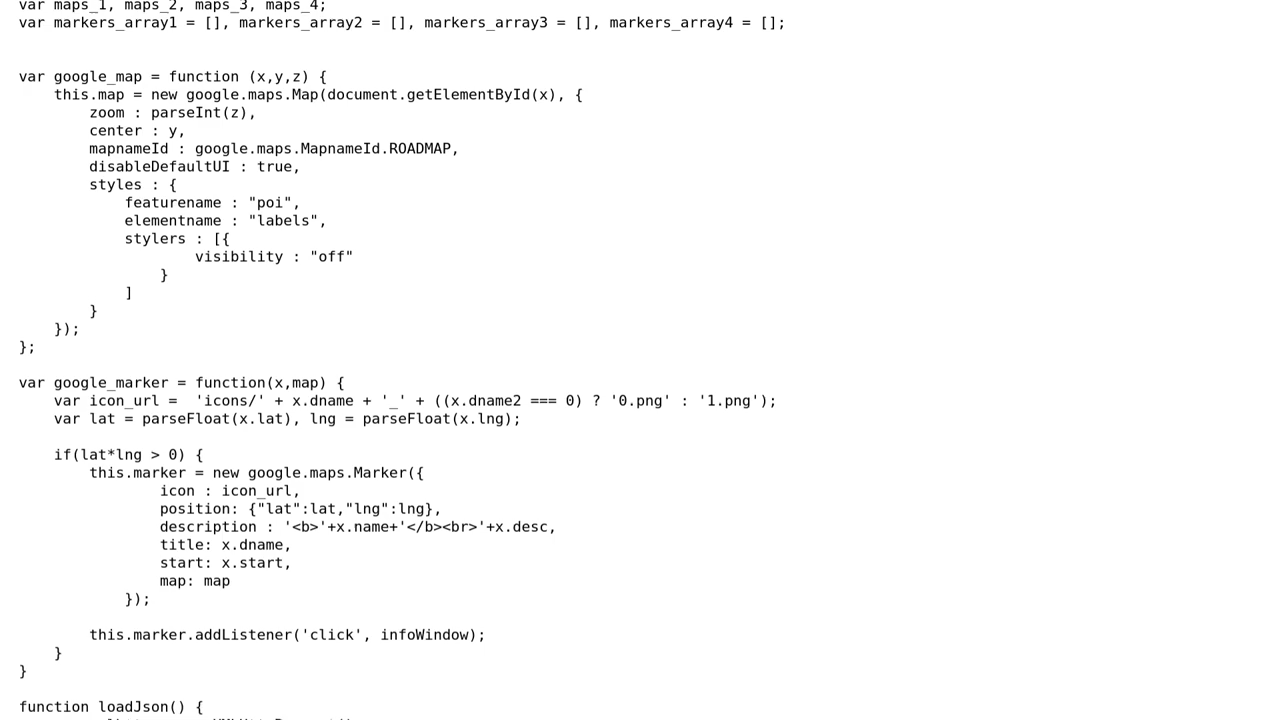 var maps_1, maps_2, maps_3, maps_4;
var markers_array1 = [], markers_array2 = [], markers_array3 = [], markers_array4 = [];
var google_map = function (x,y,z) {
this.map = new google.maps.Map(document.getElementById(x), {
zoom : parseInt(z),
center : y,
mapnameId : google.maps.MapnameId.ROADMAP,
disableDefaultUI : true,
styles : {
featurename : "poi",
elementname : "labels",
stylers : [{
visibility : "off"
}
]
}
});
};
var google_marker = function(x,map) {
var icon_url =  'icons/' + x.dname + '_' + ((x.dname2 === 0) ? '0.png' : '1.png');
var lat = parseFloat(x.lat), lng = parseFloat(x.lng);
if(lat*lng > 0) {
this.marker = new google.maps.Marker({
icon : icon_url,
position: {"lat":lat,"lng":lng},
description : '<b>'+x.name+'</b><br>'+x.desc,
title: x.dname,
start: x.start,
map: map
});
this.marker.addListener('click', infoWindow);
}
}
function loadJson() {